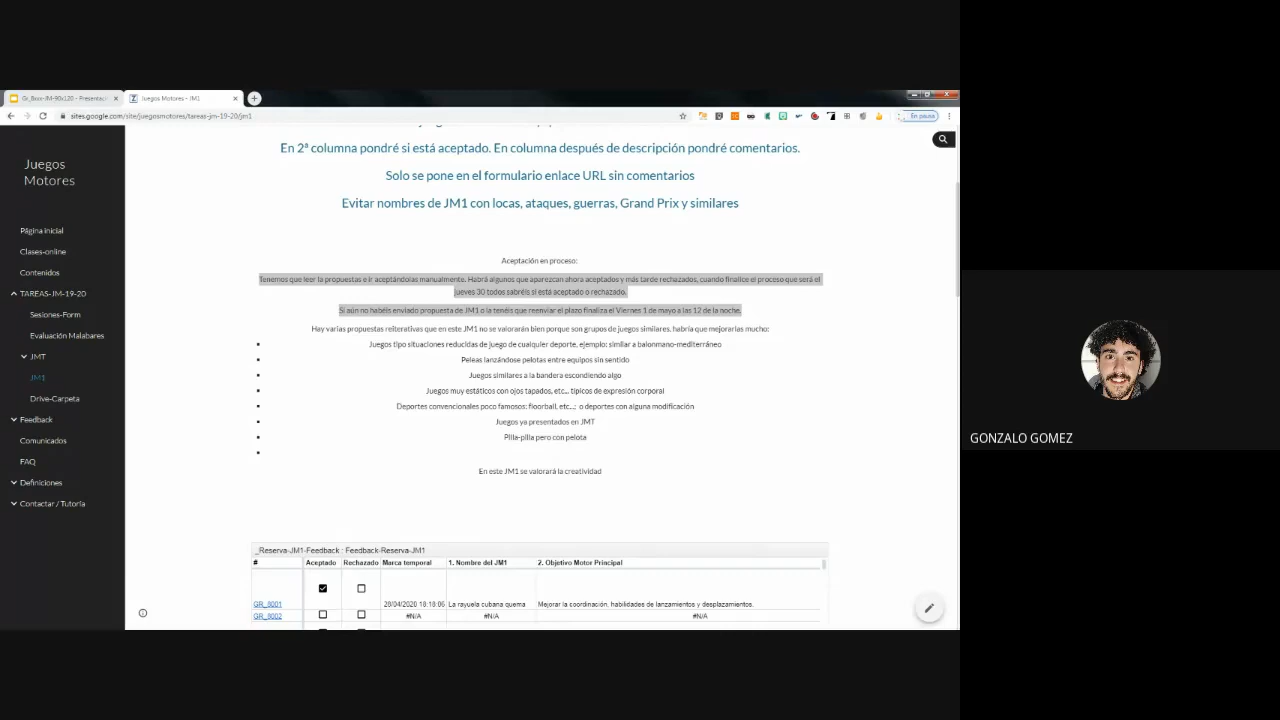 Gr_Base-JM-90x120 - Presentac
Juegos Motores - JM1
sites.google.com/site/juegosmotores/tareas-jm-19-20/jm1
En pausa
Juegos
Motores
Página inicial
Clases-online
Contenidos
TAREAS-JM-19-20
Sesiones-Form
Evaluación Malabares
JMT
JM1
Drive-Carpeta
Feedback
Comunicados
FAQ
Definiciones
Contactar / Tutoría
En 2ª columna pondré si está aceptado. En columna después de descripción pondré comentarios.
Solo se pone en el formulario enlace URL sin comentarios
Evitar nombres de JM1 con locas, ataques, guerras, Grand Prix y similares
Aceptación en proceso:
Tenemos que leer la propuestas e ir aceptándolas manualmente. Habrá algunos que aparezcan ahora aceptados y más tarde rechazados, cuando finalice el proceso que será el
jueves 30 todos sabréis si está aceptado o rechazado.
Si aún no habéis enviado propuesta de JM1 o la tenéis que reenviar el plazo finaliza el Viernes 1 de mayo a las 12 de la noche.
Hay varias propuestas reiterativas que en este JM1 no se valorarán bien porque son grupos de juegos similares. habría que mejorarlas mucho:
Juegos tipo situaciones reducidas de juego de cualquier deporte, ejemplo: similar a balonmano-mediterráneo
Peleas lanzándose pelotas entre equipos sin sentido
Juegos similares a la bandera escondiendo algo
Juegos muy estáticos con ojos tapados, etc... típicos de expresión corporal
Deportes convencionales poco famosos: floorball, etc...; o deportes con alguna modificación
Juegos ya presentados en JMT
Pilla-pilla pero con pelota
En este JM1 se valorará la creatividad
_Reserva-JM1-Feedback : Feedback-Reserva-JM1
# Aceptado Rechazado Marca temporal 1. Nombre del JM1 2. Objetivo Motor Principal
GR_8001 28/04/2020 18:18:06 La rayuela cubana quema Mejorar la coordinación, habilidades de lanzamientos y desplazamientos.
GR_8002 #N/A #N/A #N/A
GONZALO GOMEZ